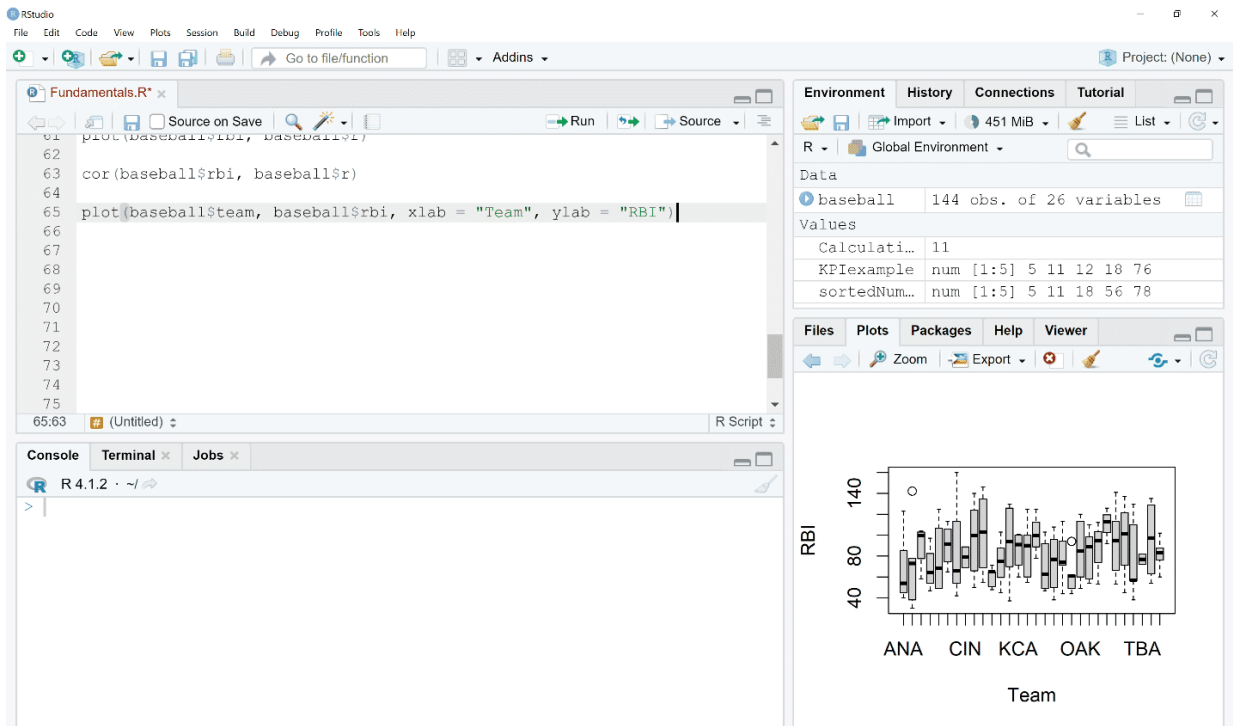 RStudio
File Edit Code View Plots Session Build Debug Profile Tools Help
Go to file/function Addins Project: (None)
Fundamentals.R*
Source on Save Run Source
61 plot(baseball$rbi, baseball$r)
62
63 cor(baseball$rbi, baseball$r)
64
65 plot(baseball$team, baseball$rbi, xlab = "Team", ylab = "RBI")
66
67
68
69
70
71
72
73
74
75
65:63 # (Untitled) R Script
Console Terminal Jobs
R 4.1.2 · ~/
>
Environment History Connections Tutorial
Import 451 MiB List
R Global Environment
Data
baseball 144 obs. of 26 variables
Values
Calculati… 11
KPIexample num [1:5] 5 11 12 18 76
sortedNum… num [1:5] 5 11 18 56 78
Files Plots Packages Help Viewer
Zoom Export
RBI
140
80
40
ANA CIN KCA OAK TBA
Team